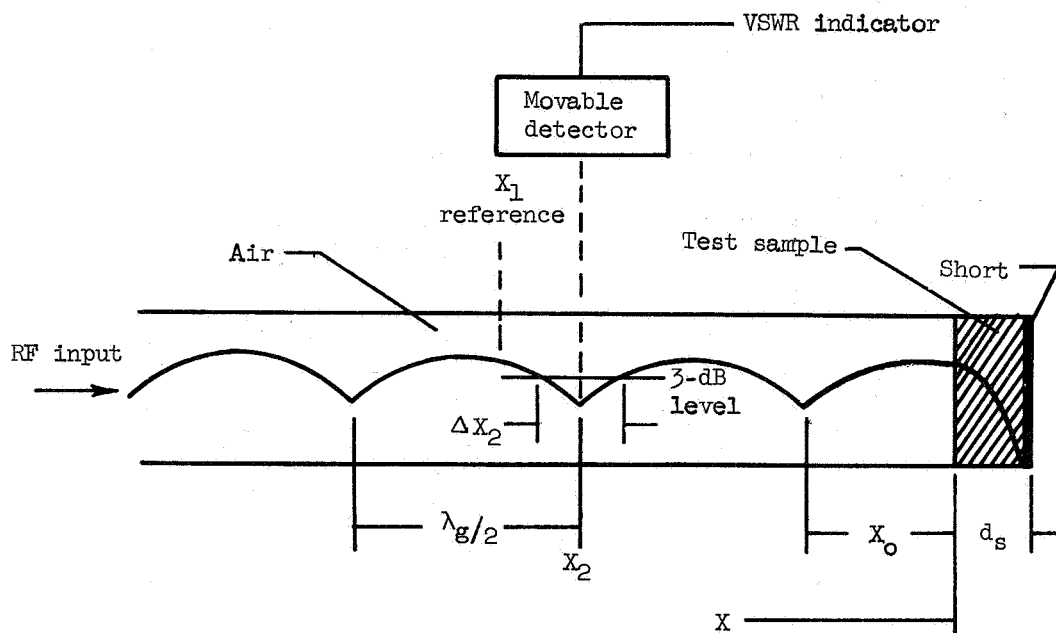 VSWR indicator
Movable
detector
X1
reference
Test sample
Air
Short
RF input
3-dB
level
ΔX2
λg/2
X2
Xo
ds
X